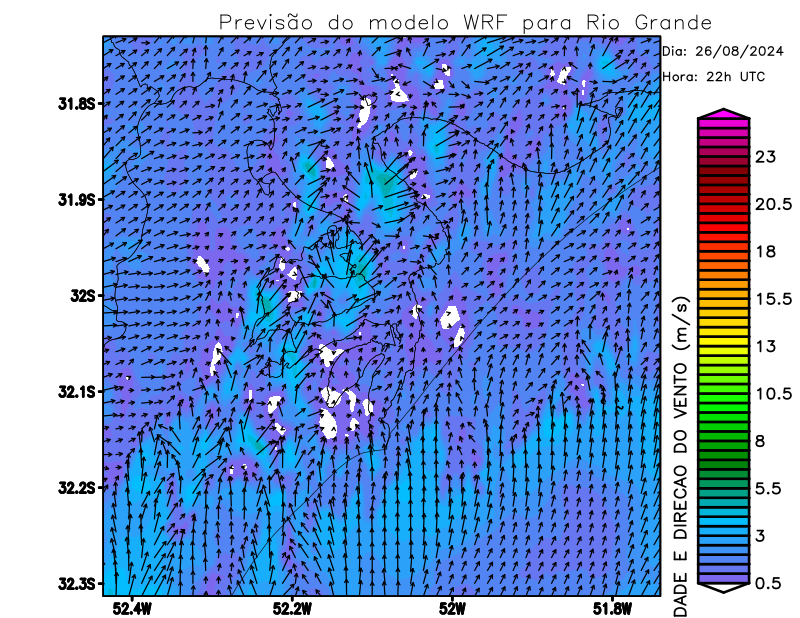 Previsão do modelo WRF para Rio Grande
Dia: 26/08/2024
Hora: 22h UTC
31.8S
31.9S
32S
32.1S
32.2S
32.3S
52.4W
52.2W
52W
51.8W
23
20.5
18
15.5
13
10.5
8
5.5
3
0.5
DADE E DIRECAO DO VENTO (m/s)